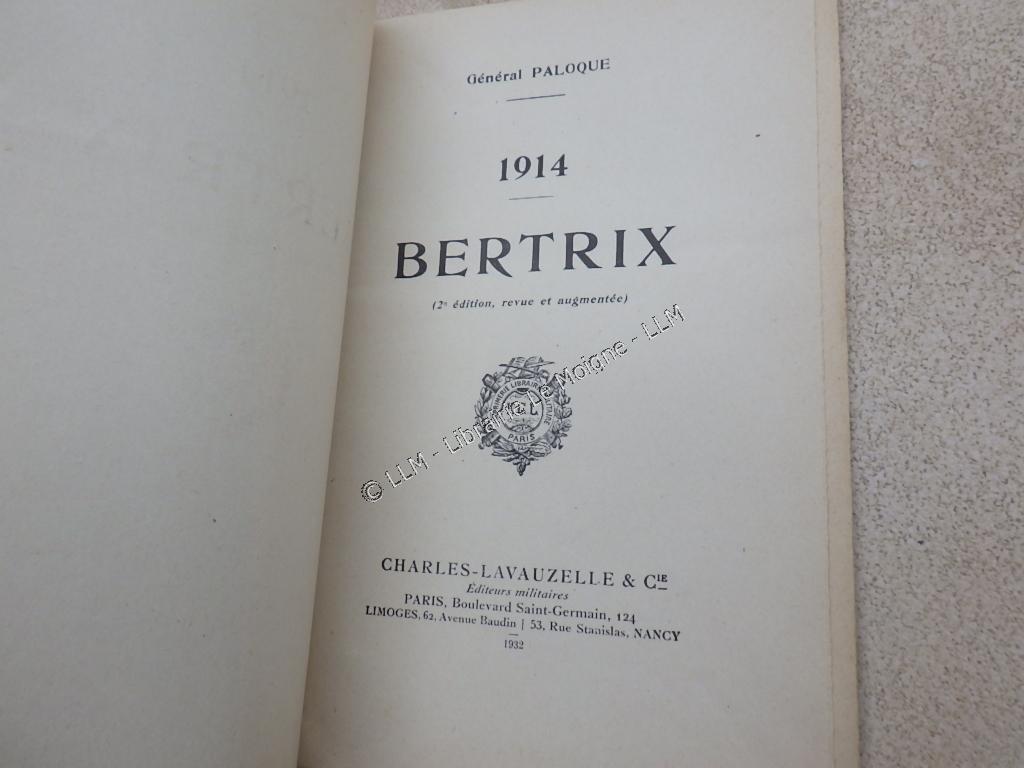 Général PALOQUE
1914
BERTRIX
(2e édition, revue et augmentée)
PARIS
© LLM - Librairie Le Moigne - LLM
CHARLES-LAVAUZELLE & CIE
Éditeurs militaires
PARIS, Boulevard Saint-Germain, 124
LIMOGES, 62, Avenue Baudin | 53, Rue Stanislas, NANCY
1932